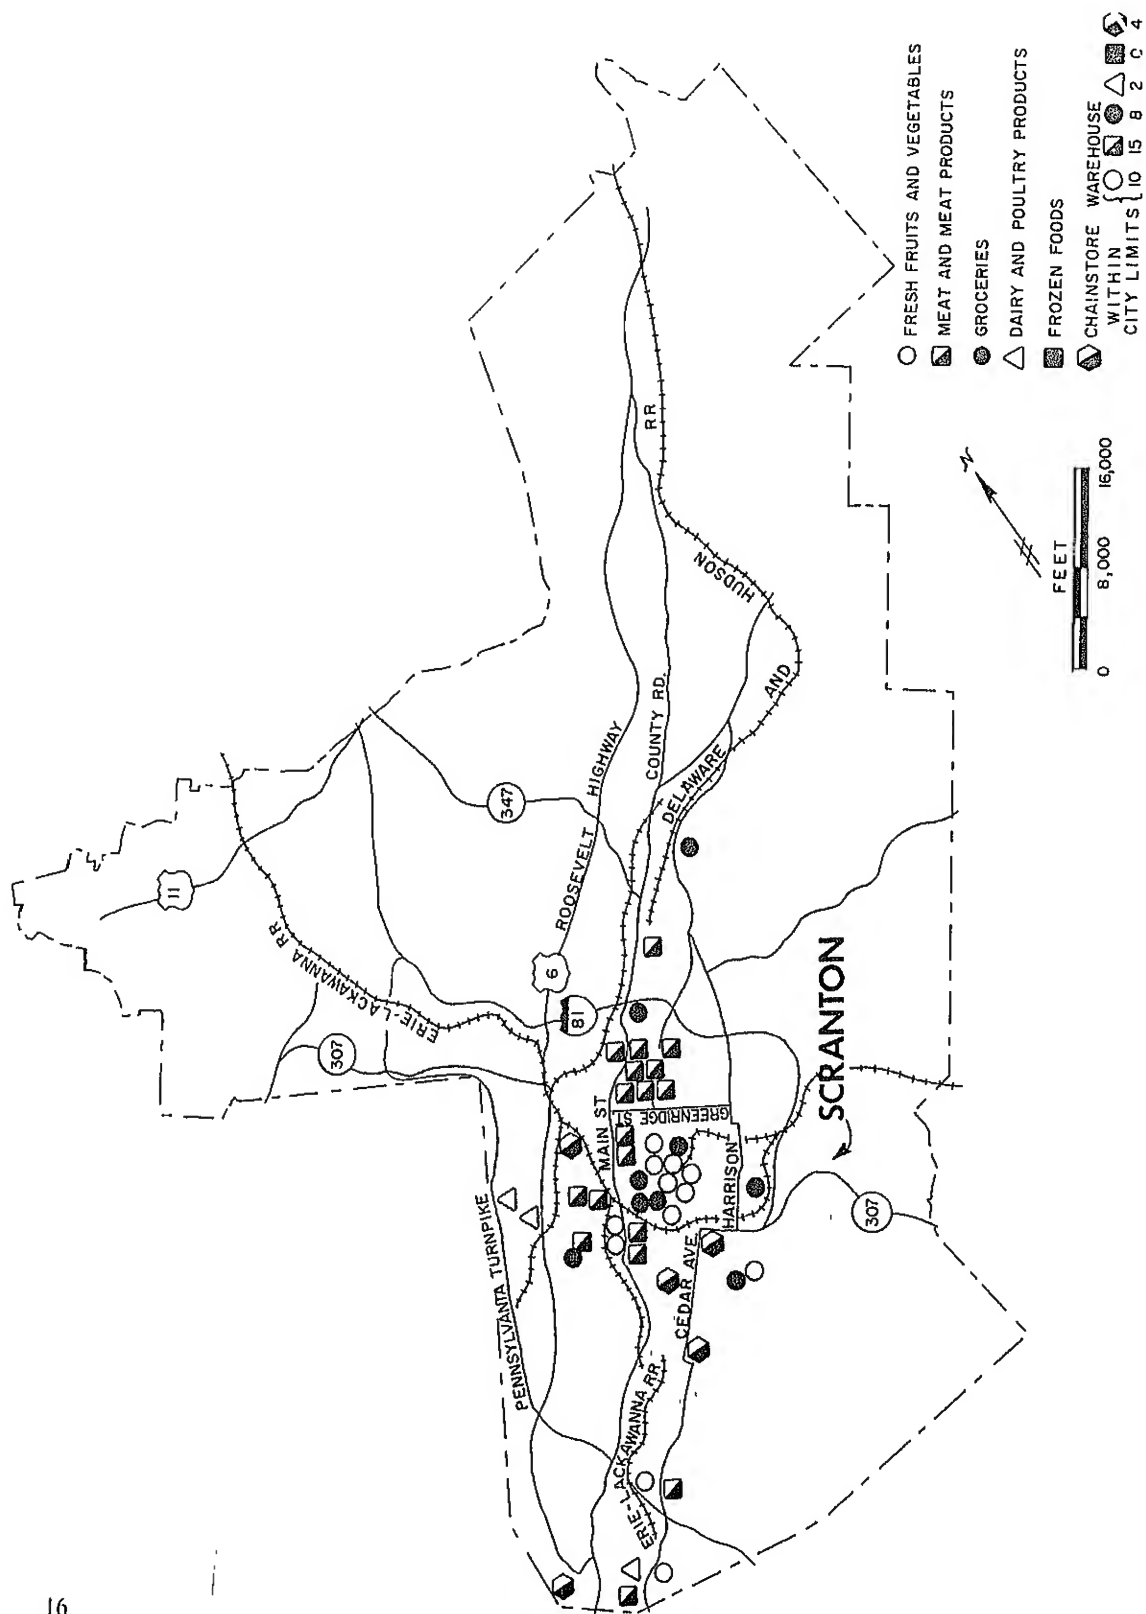 16
11
ERIE-LACKAWANNA RR
307
347
6
ROOSEVELT HIGHWAY
81
PENNSYLVANTA TURNPIKE
MAIN ST.
COUNTY RD.
DELAWARE AND HUDSON RR
GREENRIDGE ST.
HARRISON
CEDAR AVE.
ERIE-LACKAWANNA RR
307
SCRANTON
N
FEET
0 8,000 16,000
FRESH FRUITS AND VEGETABLES
MEAT AND MEAT PRODUCTS
GROCERIES
DAIRY AND POULTRY PRODUCTS
FROZEN FOODS
CHAINSTORE WAREHOUSE
WITHIN
CITY LIMITS 10 15 8 2 C 4